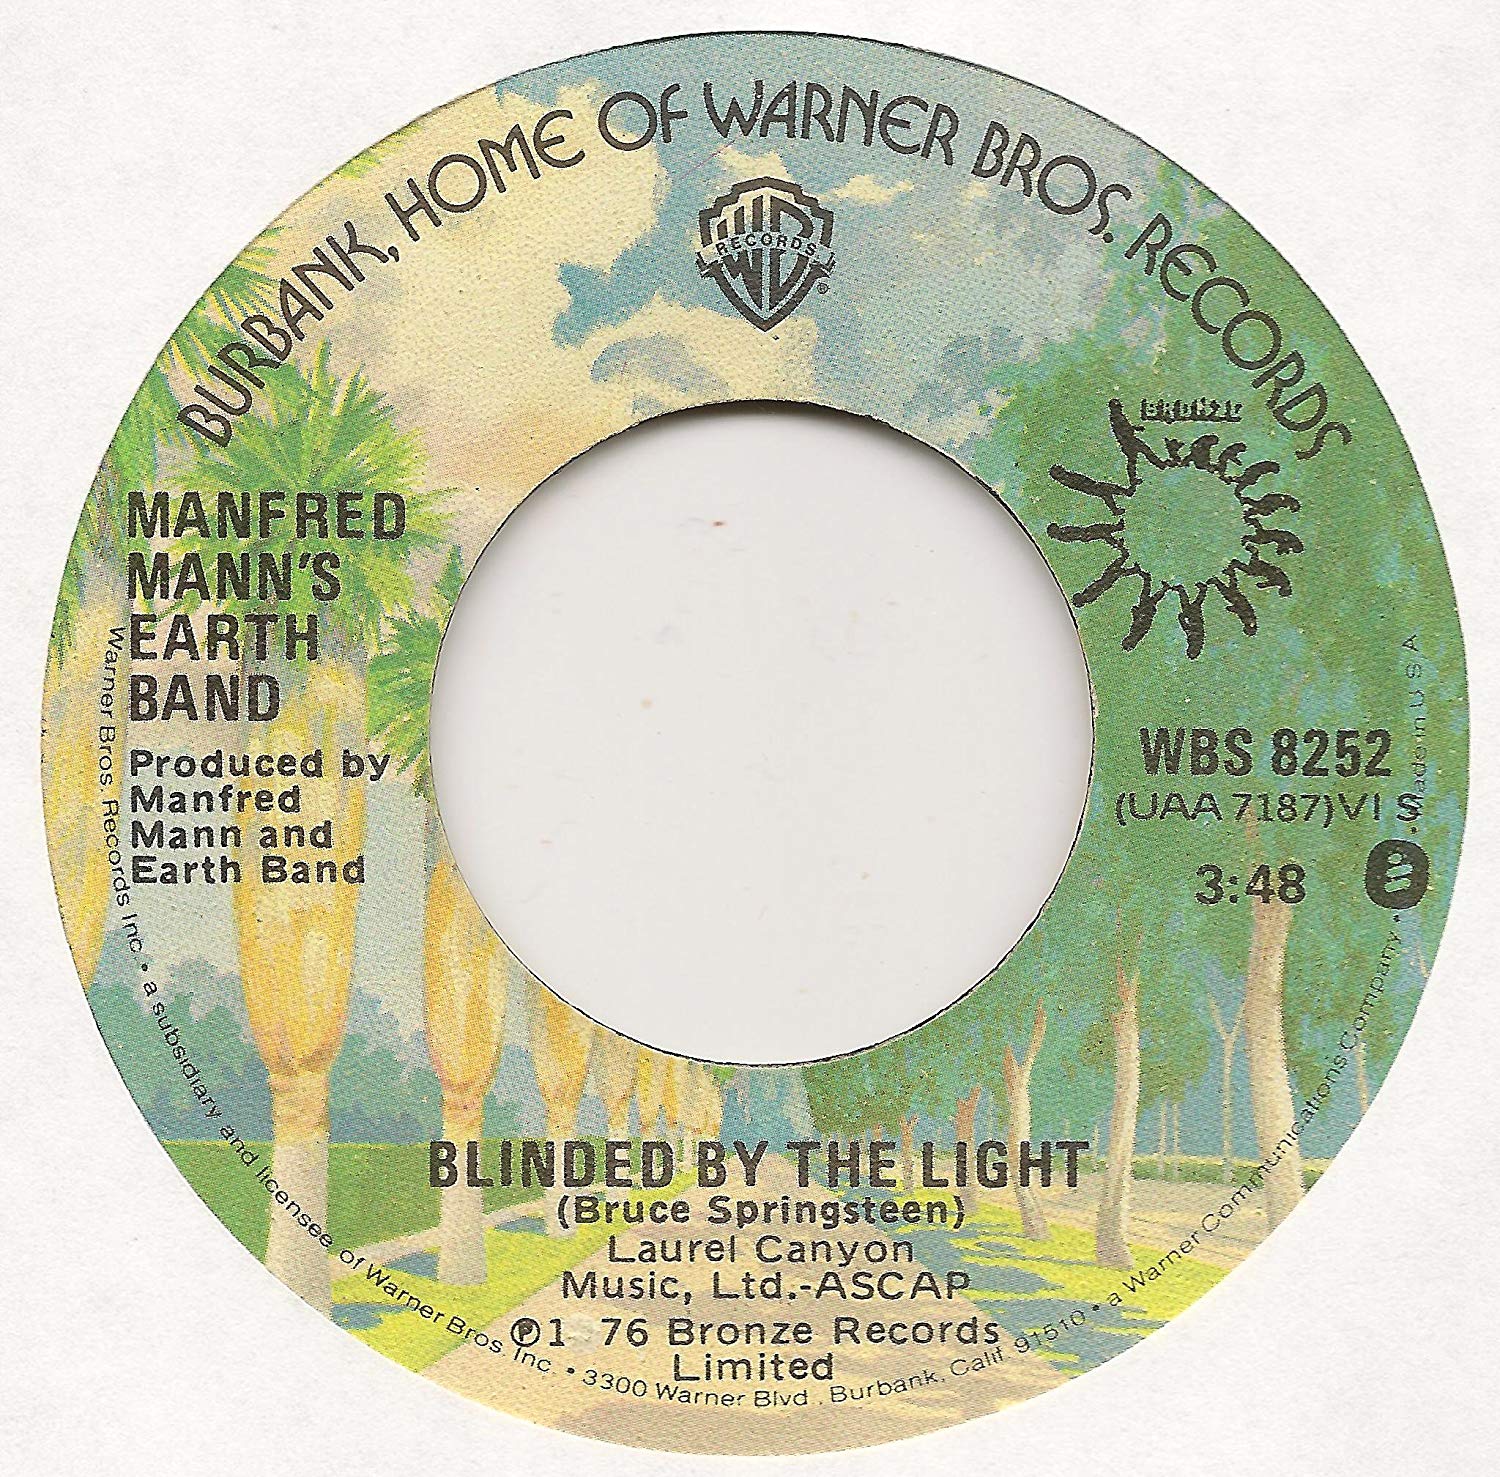 BURBANK, HOME OF WARNER BROS. RECORDS
WB
RECORDS
®
BRONZE
MANFRED
MANN'S
EARTH
BAND
Produced by
Manfred
Mann and
Earth Band
WBS 8252
(UAA 7187)VI S
3:48
BLINDED BY THE LIGHT
(Bruce Springsteen)
Laurel Canyon
Music, Ltd.-ASCAP
℗1 76 Bronze Records
Limited
Warner Bros. Records Inc. • a subsidiary and licensee of Warner Bros. Inc. • 3300 Warner Blvd., Burbank, Calif. 91510 • a Warner Communications Company • Made in U S A